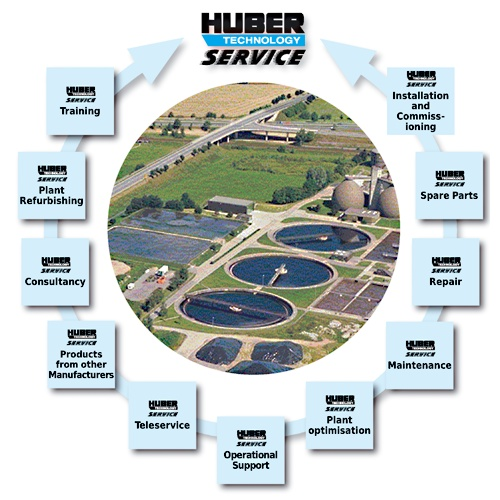 HUBER
TECHNOLOGY
SERVICE
HUBER
TECHNOLOGY
SERVICE
Training
HUBER
TECHNOLOGY
SERVICE
Installation
and
Commiss-
ioning
HUBER
TECHNOLOGY
SERVICE
Plant
Refurbishing
HUBER
TECHNOLOGY
SERVICE
Spare Parts
HUBER
TECHNOLOGY
SERVICE
Consultancy
HUBER
TECHNOLOGY
SERVICE
Repair
HUBER
TECHNOLOGY
SERVICE
Products
from other
Manufacturers
HUBER
TECHNOLOGY
SERVICE
Maintenance
HUBER
TECHNOLOGY
SERVICE
Teleservice
HUBER
TECHNOLOGY
SERVICE
Operational
Support
HUBER
TECHNOLOGY
SERVICE
Plant
optimisation